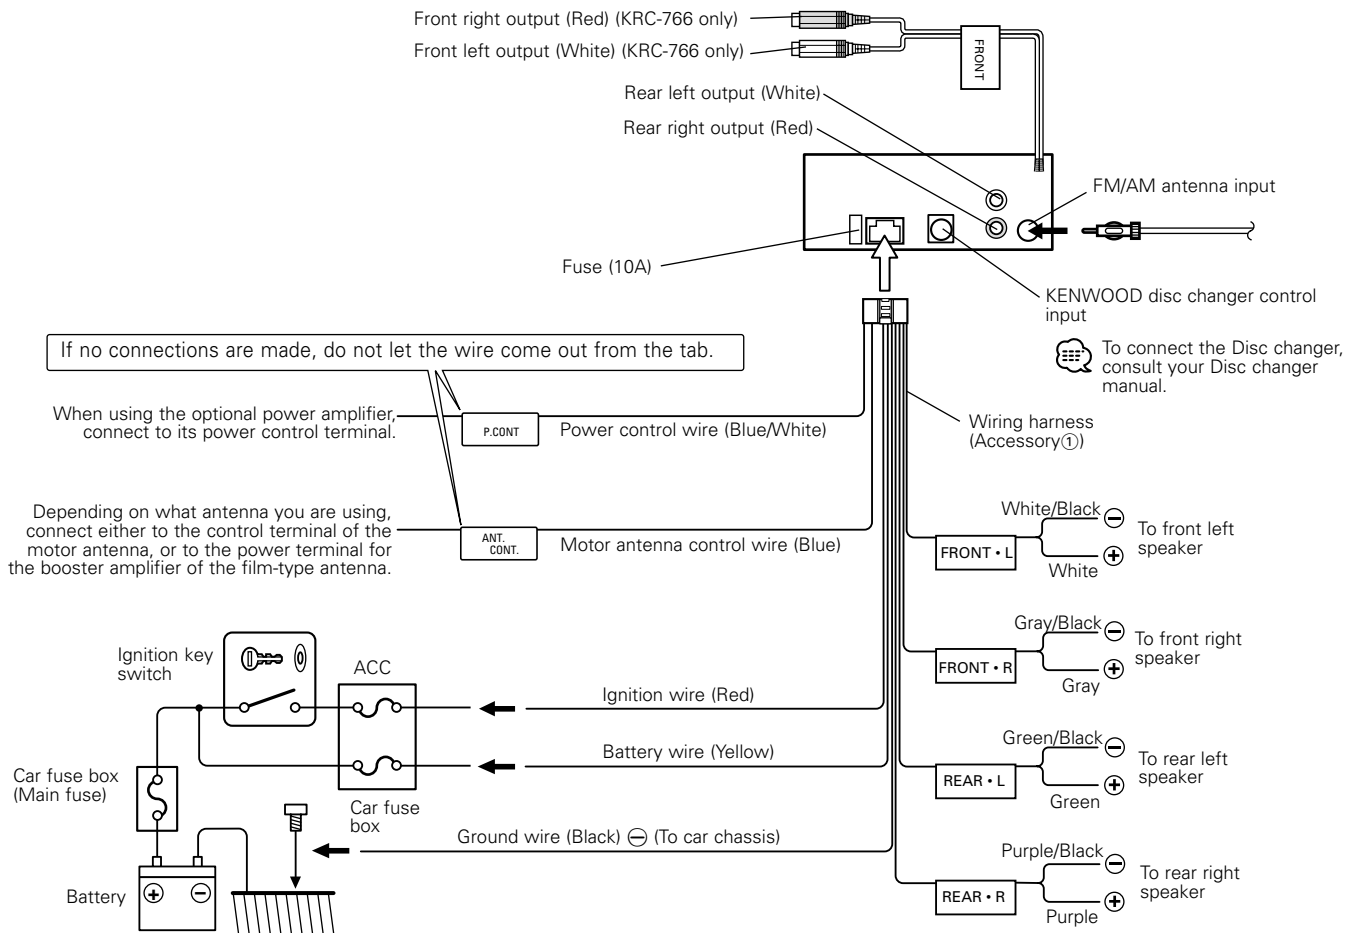 Front right output (Red) (KRC-766 only)
Front left output (White) (KRC-766 only)
FRONT
Rear left output (White)
Rear right output (Red)
FM/AM antenna input
Fuse (10A)
KENWOOD disc changer control
input
To connect the Disc changer,
consult your Disc changer
manual.
If no connections are made, do not let the wire come out from the tab.
When using the optional power amplifier,
connect to its power control terminal.
P.CONT
Power control wire (Blue/White)
Wiring harness
(Accessory①)
Depending on what antenna you are using,
connect either to the control terminal of the
motor antenna, or to the power terminal for
the booster amplifier of the film-type antenna.
ANT.
CONT.
Motor antenna control wire (Blue)
White/Black ⊖
FRONT • L
White ⊕
To front left
speaker
Gray/Black ⊖
FRONT • R
Gray ⊕
To front right
speaker
Ignition key
switch
ACC
Ignition wire (Red)
Battery wire (Yellow)
Green/Black ⊖
REAR • L
Green ⊕
To rear left
speaker
Car fuse box
(Main fuse)
Car fuse
box
Ground wire (Black) ⊖ (To car chassis)
Purple/Black ⊖
REAR • R
Purple ⊕
To rear right
speaker
Battery
⊕ ⊖